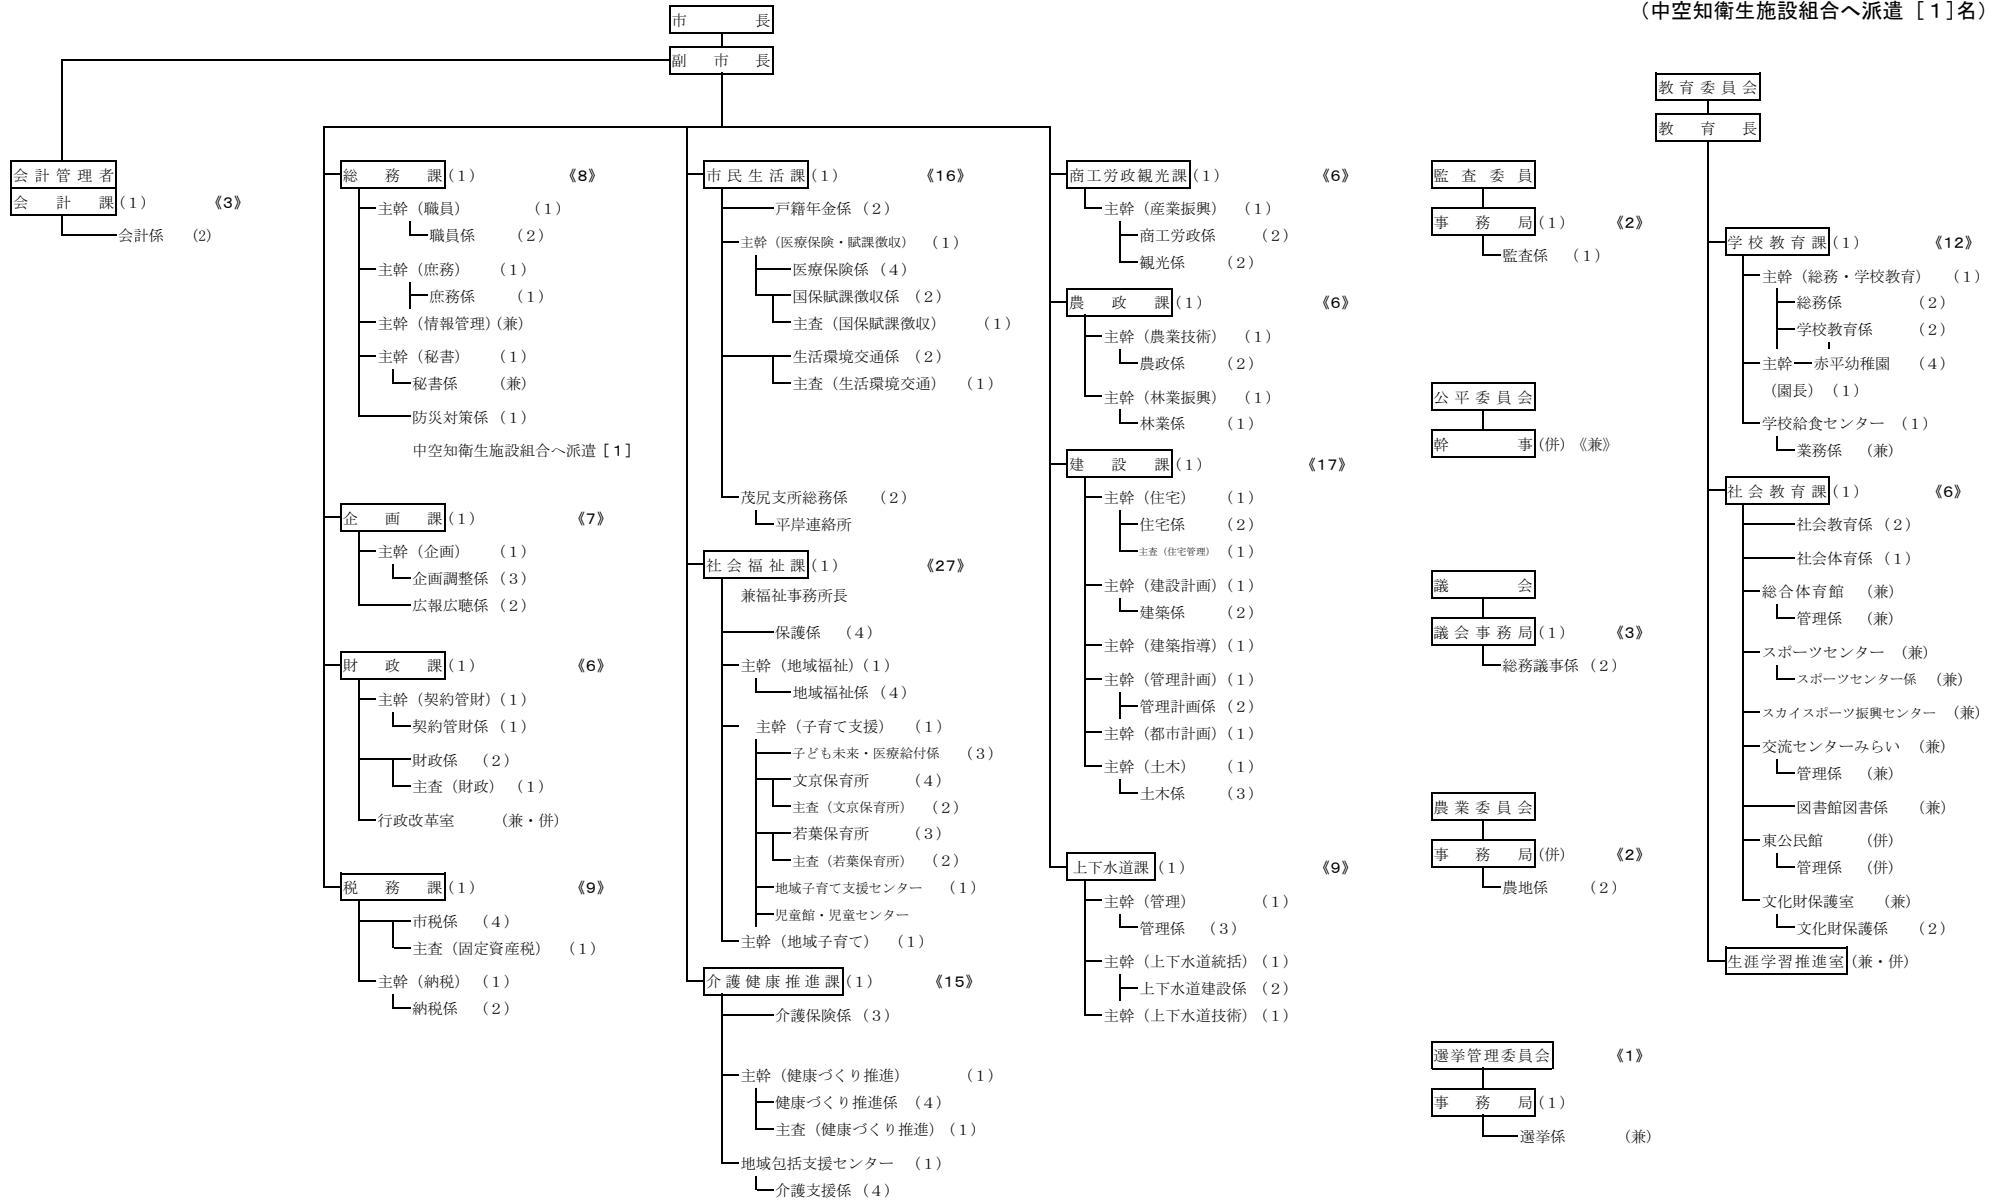 （中空知衛生施設組合へ派遣［１］名）
市長
副市長
会計管理者
会計課(１) 《3》
会計係 (2)
総務課(１) 《8》
主幹（職員） （１）
職員係 （２）
主幹（庶務） （１）
庶務係 （１）
主幹（情報管理）（兼）
主幹（秘書） （１）
秘書係 （兼）
防災対策係（１）
中空知衛生施設組合へ派遣［１］
企画課(１) 《7》
主幹（企画） （１）
企画調整係（３）
広報広聴係（２）
財政課(１) 《6》
主幹（契約管財）（１）
契約管財係（１）
財政係 （２）
主査（財政）（１）
行政改革室 （兼・併）
税務課(１) 《9》
市税係 （４）
主査（固定資産税） （１）
主幹（納税） （１）
納税係 （２）
市民生活課(１) 《16》
戸籍年金係（２）
主幹（医療保険・賦課徴収） （１）
医療保険係（４）
国保賦課徴収係（２）
主査（国保賦課徴収） （１）
生活環境交通係（２）
主査（生活環境交通） （１）
茂尻支所総務係 （２）
平岸連絡所
社会福祉課(１) 《27》
兼福祉事務所長
保護係 （４）
主幹（地域福祉）（１）
地域福祉係（４）
主幹（子育て支援） （１）
子ども未来・医療給付係 （３）
文京保育所 （４）
主査（文京保育所） （２）
若葉保育所 （３）
主査（若葉保育所） （２）
地域子育て支援センター （１）
児童館・児童センター
主幹（地域子育て） （１）
介護健康推進課(１) 《15》
介護保険係（３）
主幹（健康づくり推進） （１）
健康づくり推進係 （４）
主査（健康づくり推進）（１）
地域包括支援センター （１）
介護支援係（４）
商工労政観光課(１) 《6》
主幹（産業振興） （１）
商工労政係 （２）
観光係 （２）
農政課(１) 《6》
主幹（農業技術） （１）
農政係 （２）
主幹（林業振興） （１）
林業係 （１）
建設課(１) 《17》
主幹（住宅） （１）
住宅係 （２）
主査（住宅管理） （１）
主幹（建設計画）（１）
建築係 （２）
主幹（建築指導）（１）
主幹（管理計画）（１）
管理計画係（２）
主幹（都市計画）（１）
主幹（土木） （１）
土木係 （３）
上下水道課(１) 《9》
主幹（管理） （１）
管理係 （３）
主幹（上下水道統括）（１）
上下水道建設係（２）
主幹（上下水道技術）（１）
監査委員
事務局(１) 《2》
監査係 （１）
公平委員会
幹事(併) 《兼》
議会
議会事務局(１) 《3》
総務議事係（２）
農業委員会
事務局(併) 《2》
農地係 （２）
選挙管理委員会 《1》
事務局(１)
選挙係 （兼）
教育委員会
教育長
学校教育課(１) 《12》
主幹（総務・学校教育） （１）
総務係 （２）
学校教育係 （２）
主幹 赤平幼稚園 （４）
（園長）（１）
学校給食センター （１）
業務係 （兼）
社会教育課(１) 《6》
社会教育係（２）
社会体育係（１）
総合体育館 （兼）
管理係 （兼）
スポーツセンター （兼）
スポーツセンター係 （兼）
スカイスポーツ振興センター （兼）
交流センターみらい （兼）
管理係 （兼）
図書館図書係 （兼）
東公民館 （併）
管理係 （併）
文化財保護室 （兼）
文化財保護係 （２）
生涯学習推進室(兼・併)